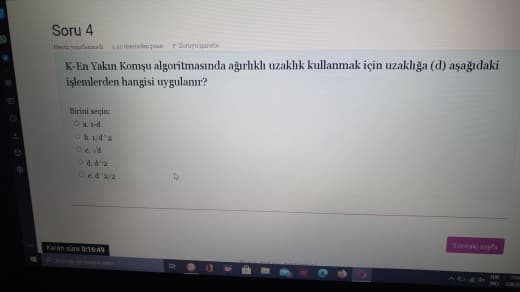 Soru 4
Henüz yanıtlanmadı 1,00 üzerinden puan Soruyu işaretle
K-En Yakın Komşu algoritmasında ağırlıklı uzaklık kullanmak için uzaklığa (d) aşağıdaki
işlemlerden hangisi uygulanır?
Birini seçin:
a. 1-d
b. 1/d^2
d. d^2
e. d^2/2
Kalan süre 0:16:49
Sonraki sayfa